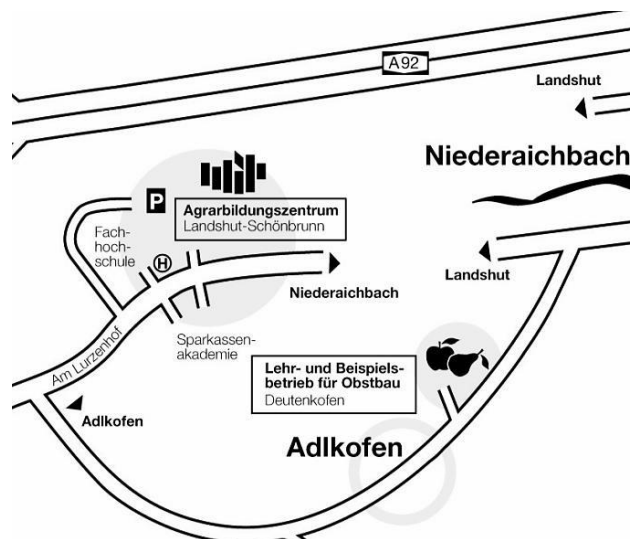 A92
Landshut
Niederaichbach
P
Agrarbildungszentrum
Landshut-Schönbrunn
Fach-
hoch-
schule
H
Landshut
Niederaichbach
Am Lurzenhof
Sparkassen-
akademie
Lehr- und Beispiels-
betrieb für Obstbau
Deutenkofen
Adlkofen
Adlkofen